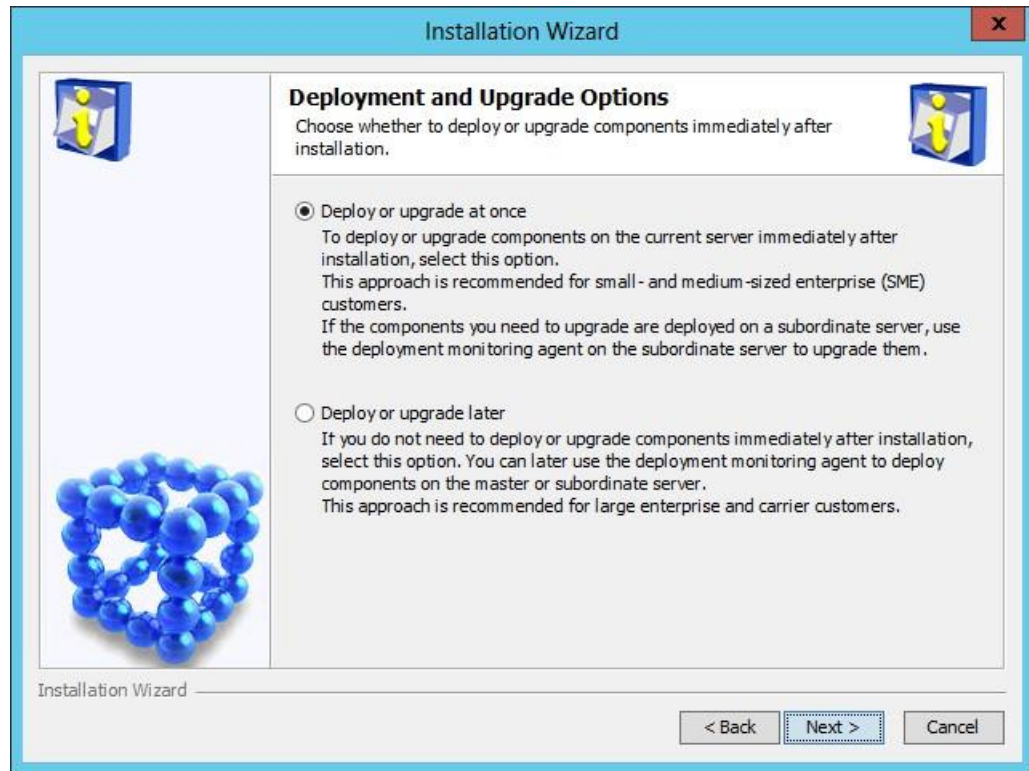 Installation Wizard
x
Deployment and Upgrade Options
Choose whether to deploy or upgrade components immediately after
installation.
Deploy or upgrade at once
To deploy or upgrade components on the current server immediately after
installation, select this option.
This approach is recommended for small- and medium-sized enterprise (SME)
customers.
If the components you need to upgrade are deployed on a subordinate server, use
the deployment monitoring agent on the subordinate server to upgrade them.
Deploy or upgrade later
If you do not need to deploy or upgrade components immediately after installation,
select this option. You can later use the deployment monitoring agent to deploy
components on the master or subordinate server.
This approach is recommended for large enterprise and carrier customers.
Installation Wizard
< Back Next > Cancel